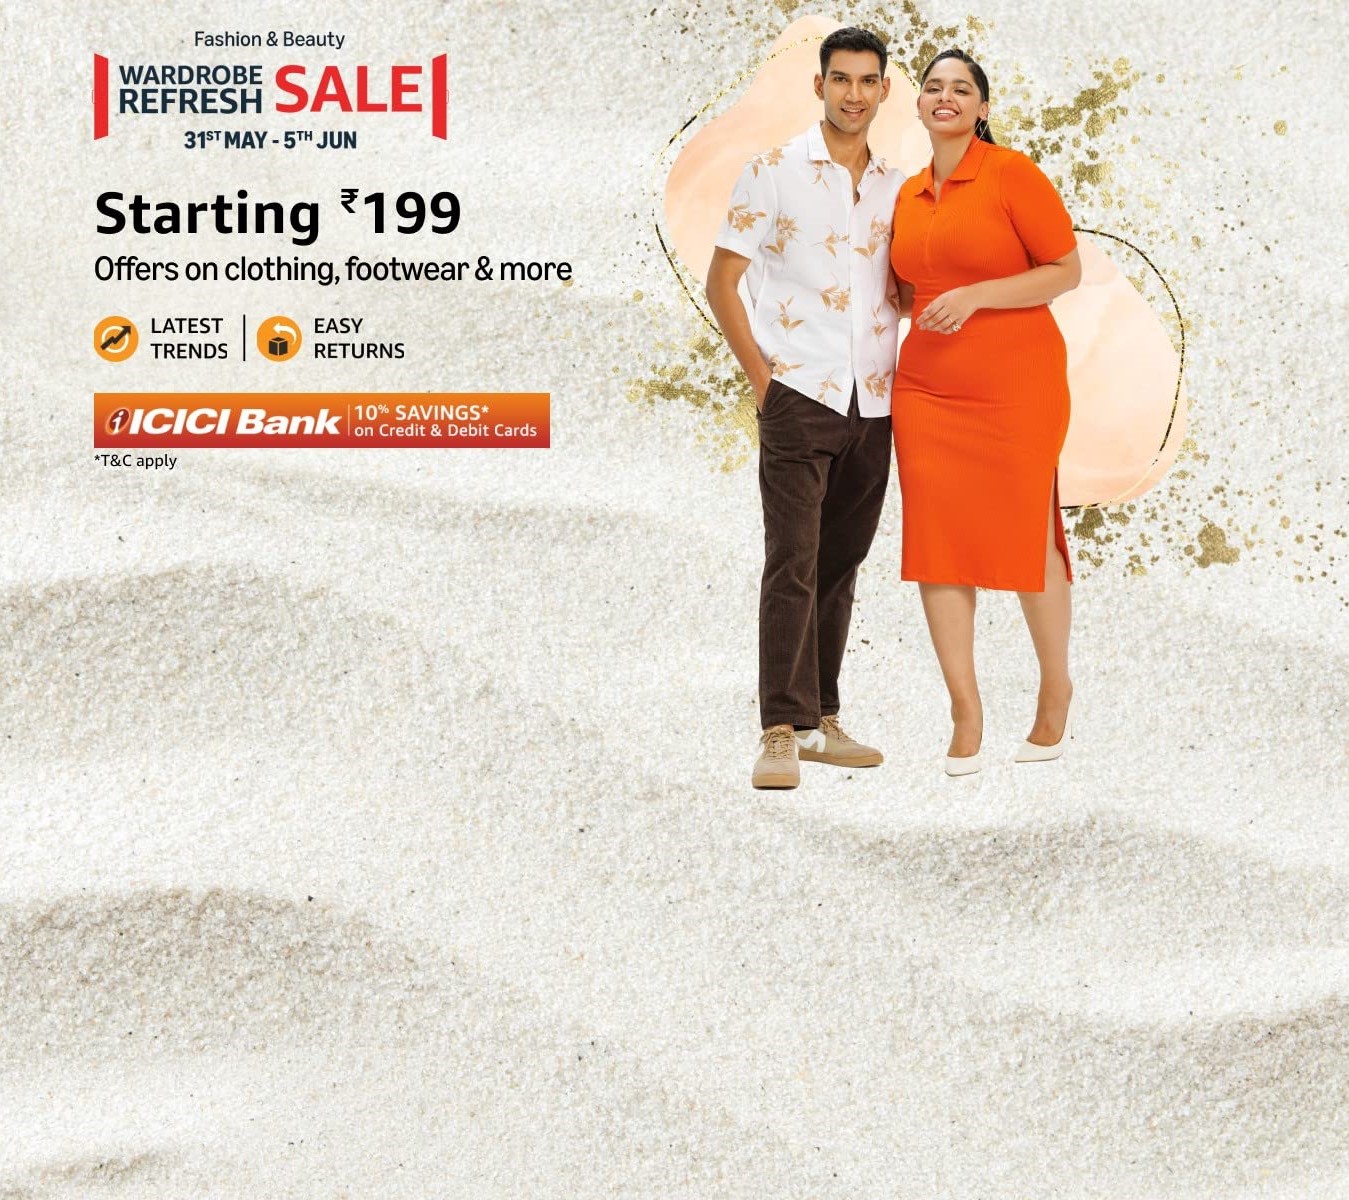 Fashion & Beauty
WARDROBE
REFRESH SALE
31ST MAY - 5TH JUN
Starting ₹199
Offers on clothing, footwear & more
LATEST
TRENDS
EASY
RETURNS
ICICI Bank
10% SAVINGS*
on Credit & Debit Cards
*T&C apply